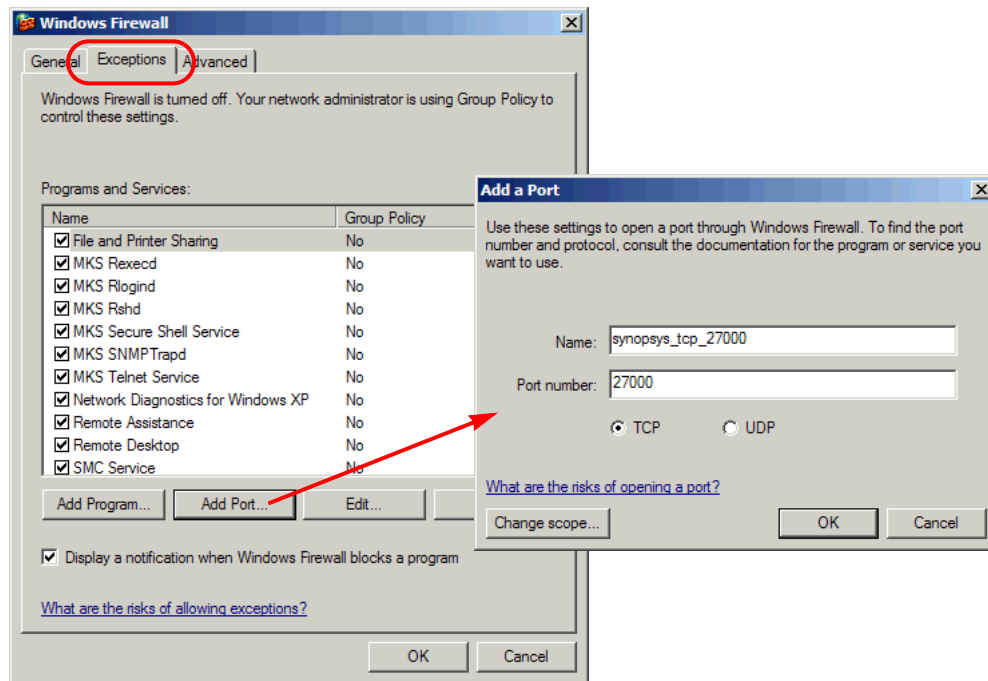 Windows Firewall
General
Exceptions
Advanced
Windows Firewall is turned off. Your network administrator is using Group Policy to
control these settings.
Programs and Services:
Name
Group Policy
File and Printer Sharing
No
MKS Rexecd
No
MKS Rlogind
No
MKS Rshd
No
MKS Secure Shell Service
No
MKS SNMPTrapd
No
MKS Telnet Service
No
Network Diagnostics for Windows XP
No
Remote Assistance
No
Remote Desktop
No
SMC Service
No
Add Program...
Add Port...
Edit...
Display a notification when Windows Firewall blocks a program
What are the risks of allowing exceptions?
OK
Cancel
Add a Port
Use these settings to open a port through Windows Firewall. To find the port
number and protocol, consult the documentation for the program or service you
want to use.
Name:
synopsys_tcp_27000
Port number:
27000
TCP
UDP
What are the risks of opening a port?
Change scope...
OK
Cancel